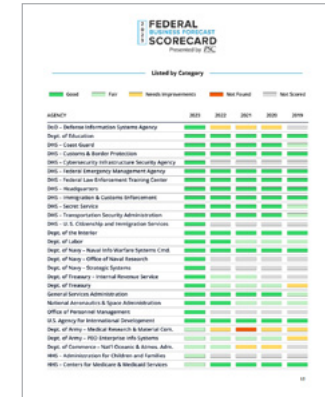 2023 FEDERAL
BUSINESS FORECAST
SCORECARD
Presented by PSC
Listed by Category
Good Fair Needs Improvements Not Found Not Scored
AGENCY 2023 2022 2021 2020 2019
DoD – Defense Information Systems Agency
Dept. of Education
DHS – Coast Guard
DHS – Customs & Border Protection
DHS – Cybersecurity Infrastructure Security Agency
DHS – Federal Emergency Management Agency
DHS – Federal Law Enforcement Training Center
DHS – Headquarters
DHS – Immigration & Customs Enforcement
DHS – Secret Service
DHS – Transportation Security Administration
DHS – U.S. Citizenship and Immigration Services
Dept. of the Interior
Dept. of Labor
Dept. of Navy – Naval Info Warfare Systems Cmd.
Dept. of Navy – Office of Naval Research
Dept. of Navy – Strategic Systems
Dept. of Treasury – Internal Revenue Service
Dept. of Treasury
General Services Administration
National Aeronautics & Space Administration
Office of Personnel Management
U.S. Agency for International Development
Dept. of Army – Medical Research & Material Com.
Dept. of Army – PEO Enterprise Info Systems
Dept. of Commerce – Nat'l Oceanic & Atmos. Adm.
HHS – Administration for Children and Families
HHS – Centers for Medicare & Medicaid Services